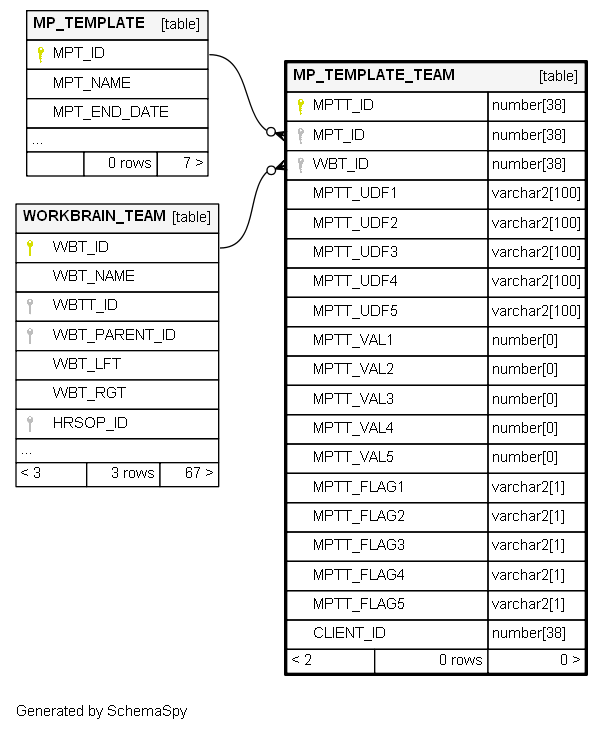 MP_TEMPLATE [table]
MPT_ID
MPT_NAME
MPT_END_DATE
...
0 rows 7 >
WORKBRAIN_TEAM [table]
WBT_ID
WBT_NAME
WBTT_ID
WBT_PARENT_ID
WBT_LFT
WBT_RGT
HRSOP_ID
...
< 3 3 rows 67 >
MP_TEMPLATE_TEAM [table]
MPTT_ID number[38]
MPT_ID number[38]
WBT_ID number[38]
MPTT_UDF1 varchar2[100]
MPTT_UDF2 varchar2[100]
MPTT_UDF3 varchar2[100]
MPTT_UDF4 varchar2[100]
MPTT_UDF5 varchar2[100]
MPTT_VAL1 number[0]
MPTT_VAL2 number[0]
MPTT_VAL3 number[0]
MPTT_VAL4 number[0]
MPTT_VAL5 number[0]
MPTT_FLAG1 varchar2[1]
MPTT_FLAG2 varchar2[1]
MPTT_FLAG3 varchar2[1]
MPTT_FLAG4 varchar2[1]
MPTT_FLAG5 varchar2[1]
CLIENT_ID number[38]
< 2 0 rows 0 >
Generated by SchemaSpy